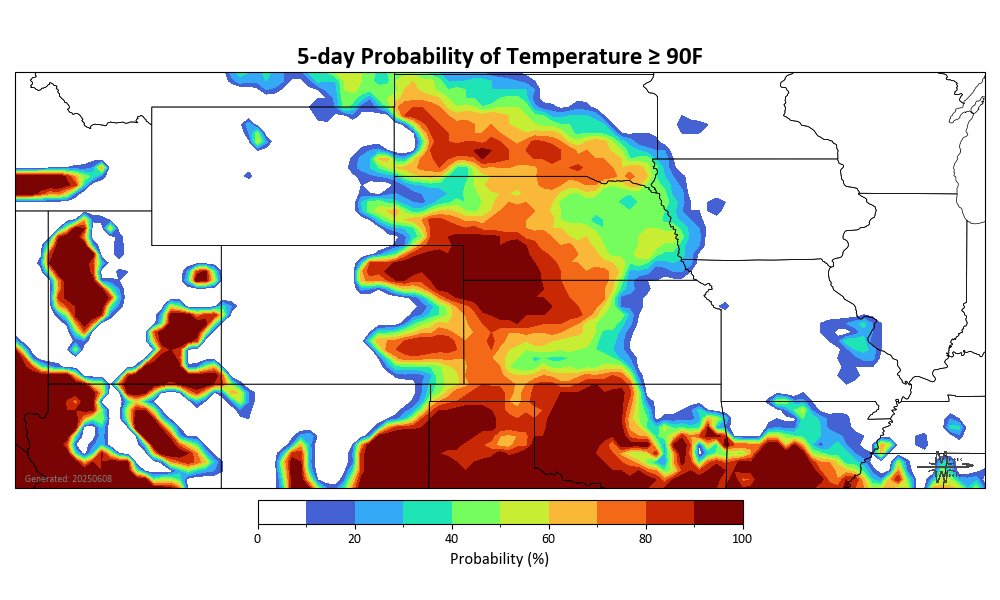 5-day Probability of Temperature ≥ 90F
Generated: 20250608
0 20 40 60 80 100
Probability (%)